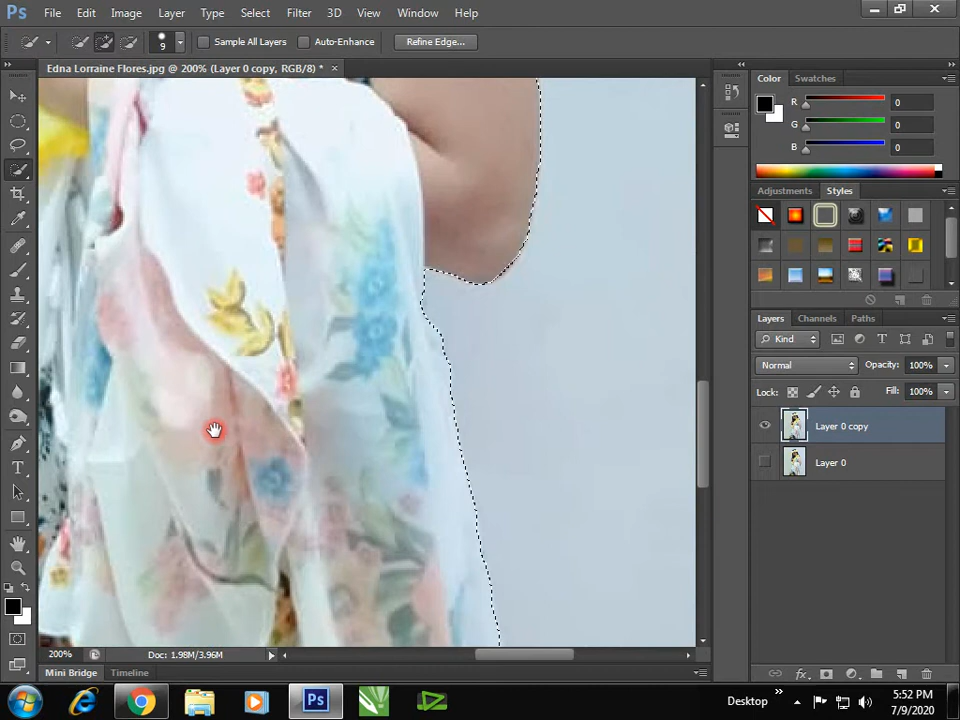 Ps File Edit Image Layer Type Select Filter 3D View Window Help
9 Sample All Layers Auto-Enhance Refine Edge...
Edna Lorraine Flores.jpg @ 200% (Layer 0 copy, RGB/8) * ×
Color Swatches
R 0
G 0
B 0
Adjustments Styles
Layers Channels Paths
Kind
Normal Opacity: 100%
Lock: Fill: 100%
Layer 0 copy
Layer 0
200% Doc: 1.98M/3.96M
Mini Bridge Timeline
Ps Desktop 5:52 PM
7/9/2020